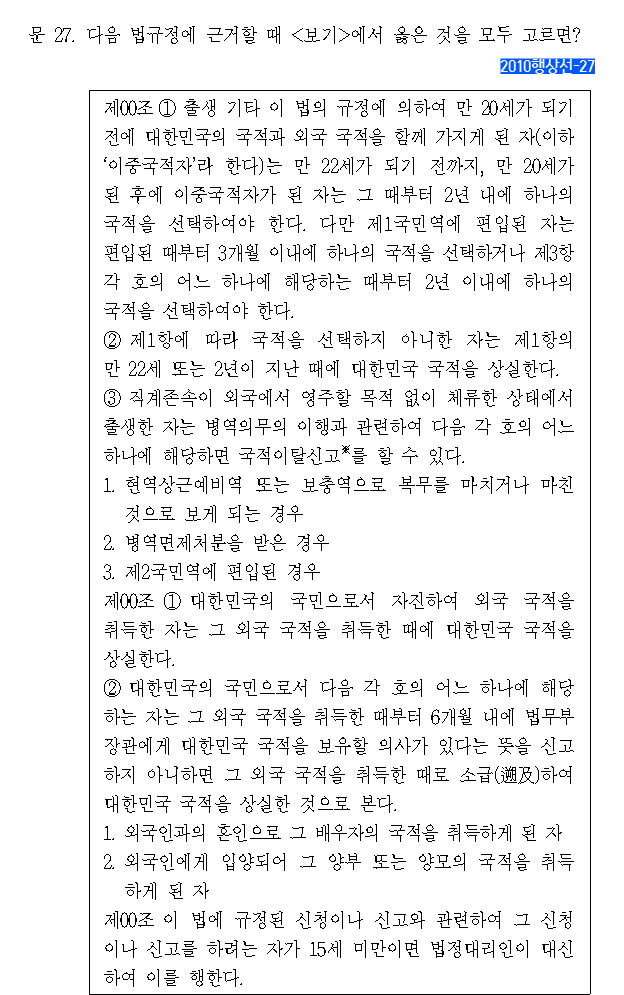 문 27. 다음 법규정에 근거할 때 <보기>에서 옳은 것을 모두 고르면?
2010행상선-27
제00조 ① 출생 기타 이 법의 규정에 의하여 만 20세가 되기
전에 대한민국의 국적과 외국 국적을 함께 가지게 된 자(이하
‘이중국적자’라 한다)는 만 22세가 되기 전까지, 만 20세가
된 후에 이중국적자가 된 자는 그 때부터 2년 내에 하나의
국적을 선택하여야 한다. 다만 제1국민역에 편입된 자는
편입된 때부터 3개월 이내에 하나의 국적을 선택하거나 제3항
각 호의 어느 하나에 해당하는 때부터 2년 이내에 하나의
국적을 선택하여야 한다.
② 제1항에 따라 국적을 선택하지 아니한 자는 제1항의
만 22세 또는 2년이 지난 때에 대한민국 국적을 상실한다.
③ 직계존속이 외국에서 영주할 목적 없이 체류한 상태에서
출생한 자는 병역의무의 이행과 관련하여 다음 각 호의 어느
하나에 해당하면 국적이탈신고※를 할 수 있다.
1. 현역상근예비역 또는 보충역으로 복무를 마치거나 마친
것으로 보게 되는 경우
2. 병역면제처분을 받은 경우
3. 제2국민역에 편입된 경우
제00조 ① 대한민국의 국민으로서 자진하여 외국 국적을
취득한 자는 그 외국 국적을 취득한 때에 대한민국 국적을
상실한다.
② 대한민국의 국민으로서 다음 각 호의 어느 하나에 해당
하는 자는 그 외국 국적을 취득한 때부터 6개월 내에 법무부
장관에게 대한민국 국적을 보유할 의사가 있다는 뜻을 신고
하지 아니하면 그 외국 국적을 취득한 때로 소급(遡及)하여
대한민국 국적을 상실한 것으로 본다.
1. 외국인과의 혼인으로 그 배우자의 국적을 취득하게 된 자
2. 외국인에게 입양되어 그 양부 또는 양모의 국적을 취득
하게 된 자
제00조 이 법에 규정된 신청이나 신고와 관련하여 그 신청
이나 신고를 하려는 자가 15세 미만이면 법정대리인이 대신
하여 이를 행한다.